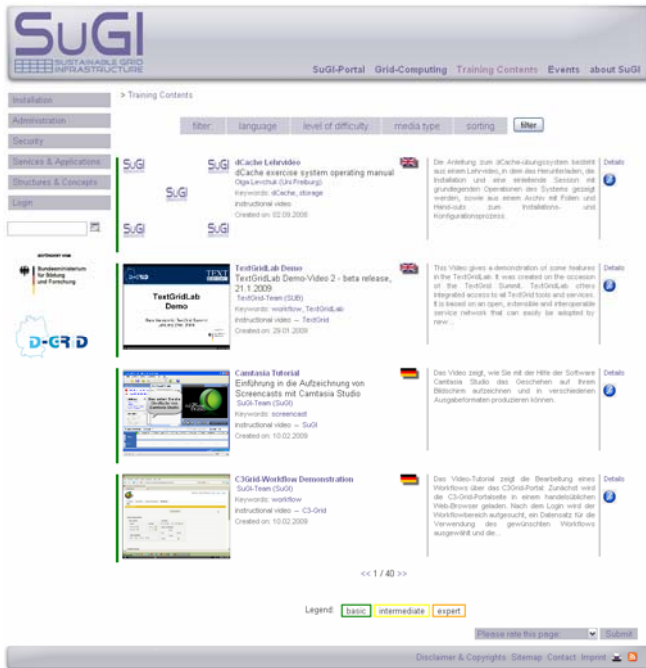 SuGI
SUSTAINABLE GRID
INFRASTRUCTURE
SuGI-Portal Grid-Computing Training Contents Events about SuGI
Installation
Administration
Security
Services & Applications
Structures & Concepts
Login
Bundesministerium
für Bildung
und Forschung
D-GRID
> Training Contents
filter: language level of difficulty media type sorting filter
SuGI SuGI
SuGI
SuGI SuGI
dCache Lehrvideo
dCache exercise system operating manual
Olga Levchuk (Uni Freiburg)
Keywords: dCache, storage
instructional video
Created on: 02.09.2008
Die Anleitung zum dCache-übungssystem besteht
aus einem Lehrvideo, in dem das Herunterladen, die
Installation und eine einleitende Session mit
grundlegenden Operationen des Systems gezeigt
werden, sowie aus einem Archiv mit Folien und
Hand-outs zum Installations- und
Konfigurationsprozess.
Details
D-GRID TEXT
TextGridLab
Demo
TextGridLab Demo
TextGridLab Demo-Video 2 - beta release,
21.1.2009
TextGrid-Team (SUB)
Keywords: workflow, TextGridLab
instructional video -- TextGrid
Created on: 29.01.2009
This Video gives a demonstration of some features
in the TextGridLab. It was created on the occasion
of the TextGrid Summit. TextGridLab offers
integrated access to all TextGrid tools and services.
It is based on an open, extensible and interoperable
service network that can easily be adopted by
new...
Details
Camtasia Tutorial
Einführung in die Aufzeichnung von
Screencasts mit Camtasia Studio
SuGI-Team (SuGI)
Keywords: screencast
instructional video -- SuGI
Created on: 10.02.2009
Das Video zeigt, wie Sie mit der Hilfe der Software
Camtasia Studio das Geschehen auf Ihrem
Bildschirm aufzeichnen und in verschiedenen
Ausgabeformaten produzieren können.
Details
C3Grid-Workflow Demonstration
SuGI-Team (SuGI)
Keywords: workflow
instructional video -- C3-Grid
Created on: 10.02.2009
Das Video-Tutorial zeigt die Bearbeitung eines
Workflows über das C3Grid-Portal. Zunächst wird
die C3-Grid-Portalseite in einem handelsüblichen
Web-Browser geladen. Nach dem Login wird der
Workflowbereich aufgesucht, ein Datensatz für die
Verwendung des gewünschten Workflows
ausgewählt und die...
Details
<< 1 / 40 >>
Legend: basic intermediate expert
Please rate this page: Submit
Disclaimer & Copyrights Sitemap Contact Imprint